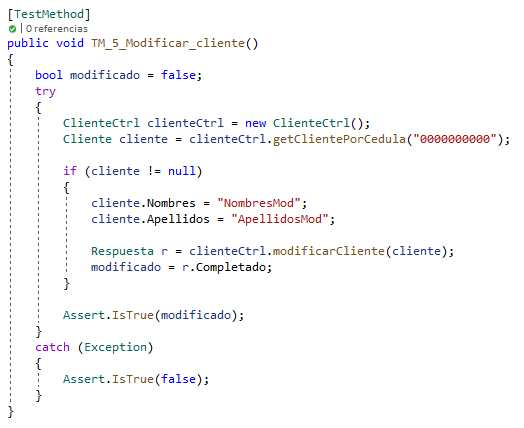 [TestMethod]
| 0 referencias
public void TM_5_Modificar_cliente()
{
    bool modificado = false;
    try
    {
        ClienteCtrl clienteCtrl = new ClienteCtrl();
        Cliente cliente = clienteCtrl.getClientePorCedula("0000000000");

        if (cliente != null)
        {
            cliente.Nombres = "NombresMod";
            cliente.Apellidos = "ApellidosMod";

            Respuesta r = clienteCtrl.modificarCliente(cliente);
            modificado = r.Completado;
        }

        Assert.IsTrue(modificado);
    }
    catch (Exception)
    {
        Assert.IsTrue(false);
    }
}